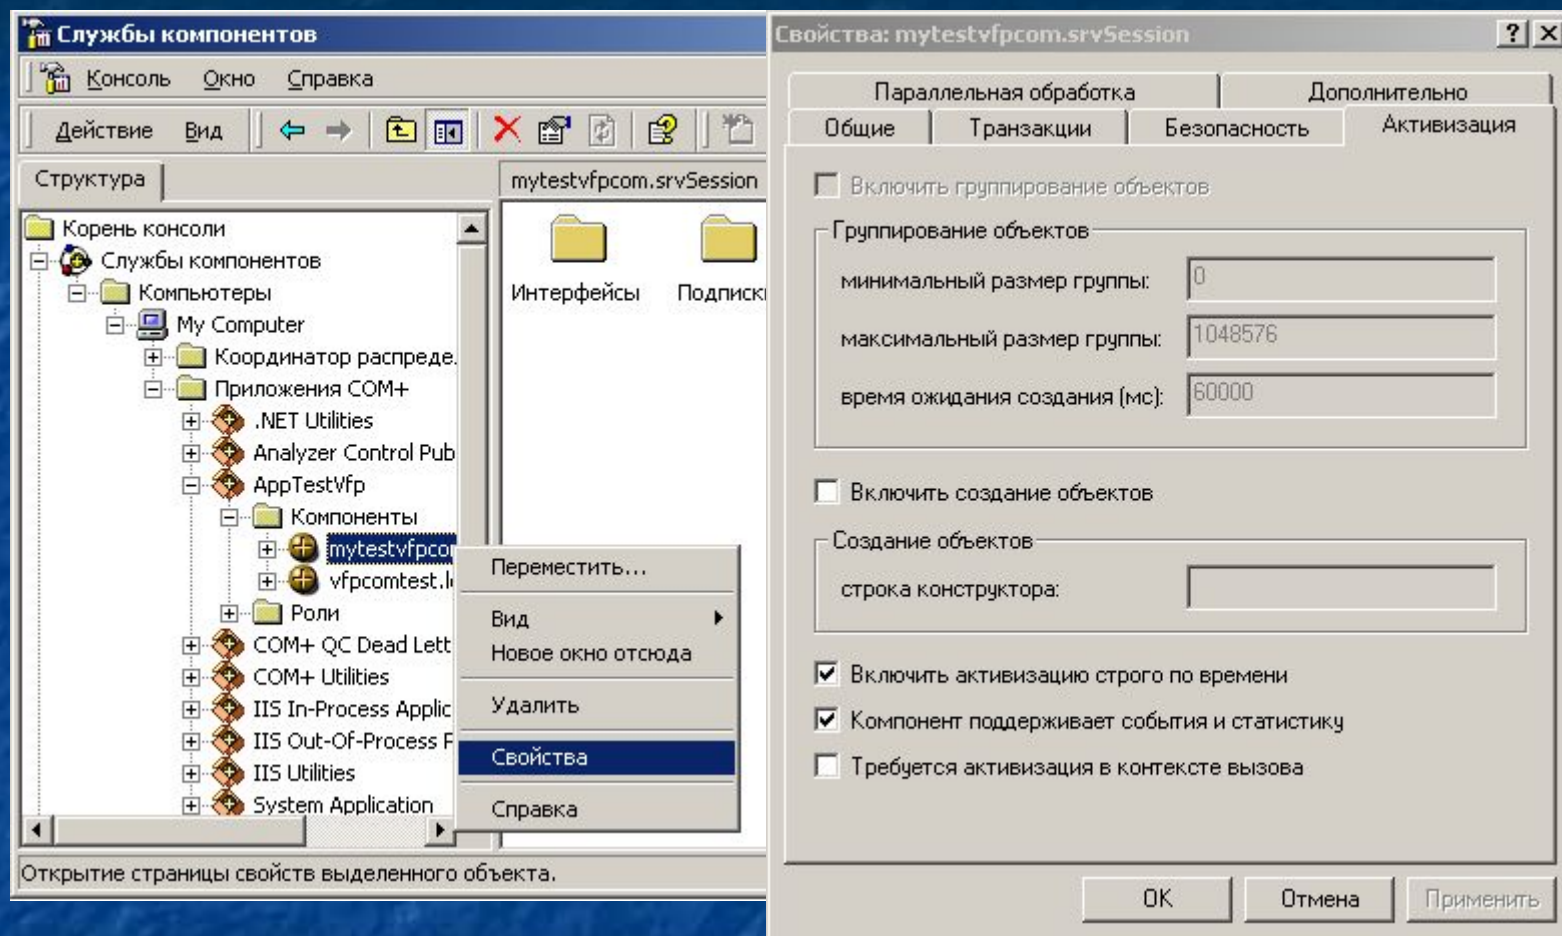 Службы компонентов
Консоль Окно Справка
Действие Вид
Структура
mytestvfpcom.srvSession
Корень консоли
Службы компонентов
Компьютеры
My Computer
Координатор распреде.
Приложения COM+
.NET Utilities
Analyzer Control Pub
AppTestVfp
Компоненты
mytestvfpcom
vfpcomtest.
Роли
COM+ QC Dead Lett
COM+ Utilities
IIS In-Process Applic
IIS Out-Of-Process P
IIS Utilities
System Application
Интерфейсы Подписки
Переместить...
Вид
Новое окно отсюда
Удалить
Свойства
Справка
Открытие страницы свойств выделенного объекта.
Свойства: mytestvfpcom.srvSession
Параллельная обработка Дополнительно
Общие Транзакции Безопасность Активизация
Включить группирование объектов
Группирование объектов
минимальный размер группы: 0
максимальный размер группы: 1048576
время ожидания создания (мс): 60000
Включить создание объектов
Создание объектов
строка конструктора:
Включить активизацию строго по времени
Компонент поддерживает события и статистику
Требуется активизация в контексте вызова
OK Отмена Применить